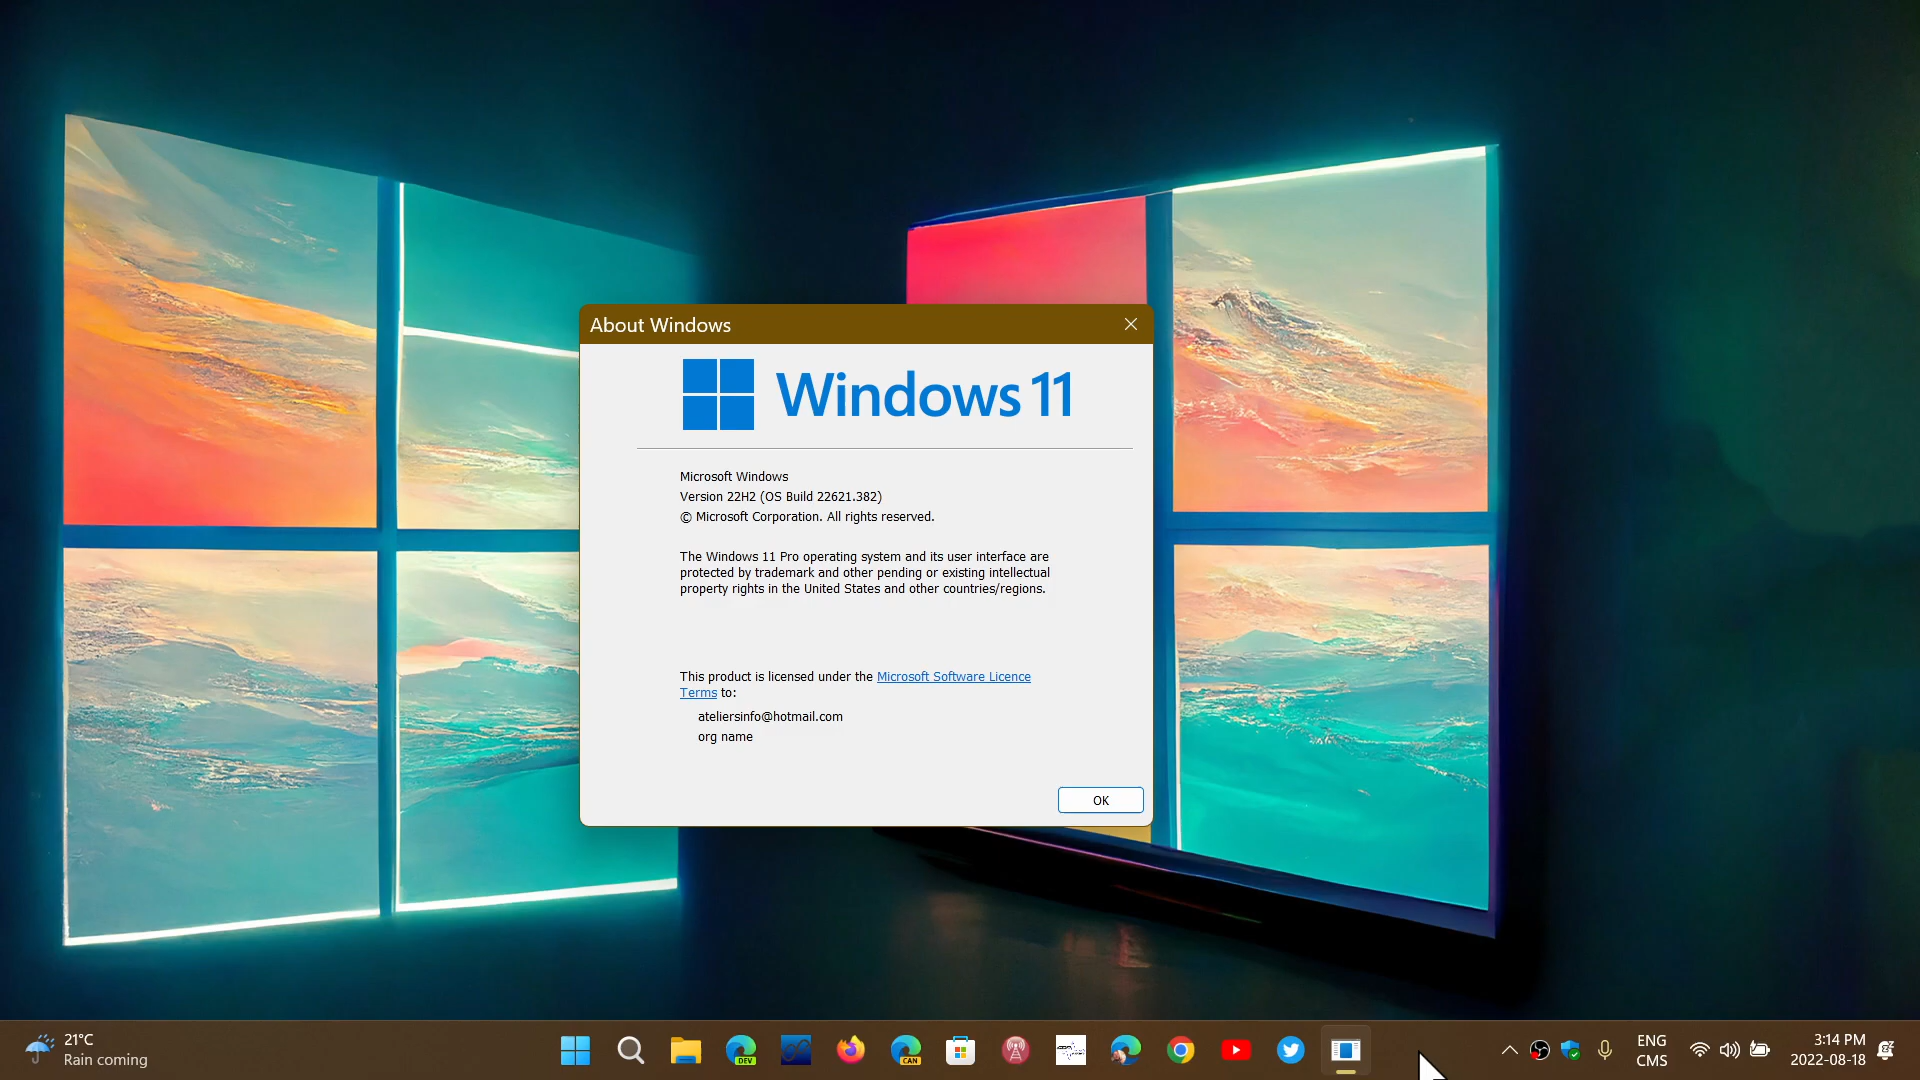 About Windows
Windows 11
Microsoft Windows
Version 22H2 (OS Build 22621.382)
© Microsoft Corporation. All rights reserved.
The Windows 11 Pro operating system and its user interface are
protected by trademark and other pending or existing intellectual
property rights in the United States and other countries/regions.
This product is licensed under the Microsoft Software Licence
Terms to:
ateliersinfo@hotmail.com
org name
OK
21°C
Rain coming
DEV
CAN
ENG
CMS
3:14 PM
2022-08-18